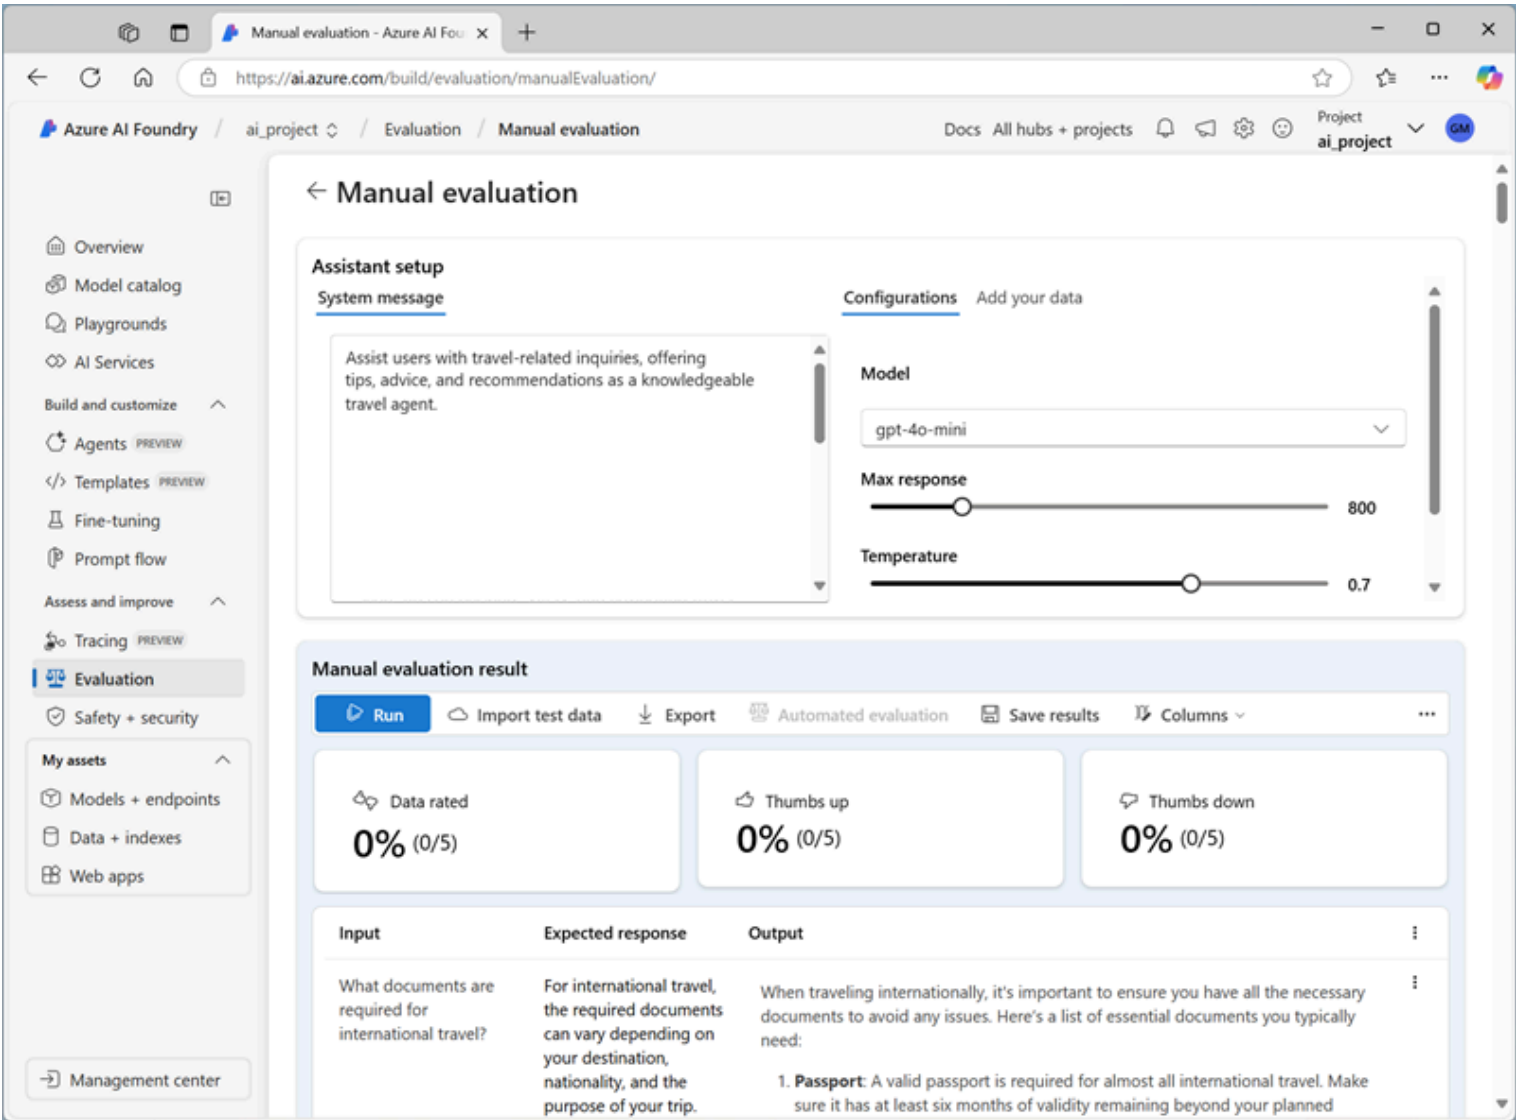 Manual evaluation - Azure AI Fou
https://ai.azure.com/build/evaluation/manualEvaluation/
Azure AI Foundry / ai_project / Evaluation / Manual evaluation
Docs All hubs + projects
Project
ai_project
GM
Overview
Model catalog
Playgrounds
AI Services
Build and customize
Agents PREVIEW
Templates PREVIEW
Fine-tuning
Prompt flow
Assess and improve
Tracing PREVIEW
Evaluation
Safety + security
My assets
Models + endpoints
Data + indexes
Web apps
Management center
Manual evaluation
Assistant setup
System message
Assist users with travel-related inquiries, offering
tips, advice, and recommendations as a knowledgeable
travel agent.
Configurations Add your data
Model
gpt-4o-mini
Max response
800
Temperature
0.7
Manual evaluation result
Run Import test data Export Automated evaluation Save results Columns
Data rated
0% (0/5)
Thumbs up
0% (0/5)
Thumbs down
0% (0/5)
Input Expected response Output
What documents are
required for
international travel?
For international travel,
the required documents
can vary depending on
your destination,
nationality, and the
purpose of your trip.
When traveling internationally, it's important to ensure you have all the necessary
documents to avoid any issues. Here's a list of essential documents you typically
need:
1. Passport: A valid passport is required for almost all international travel. Make
sure it has at least six months of validity remaining beyond your planned